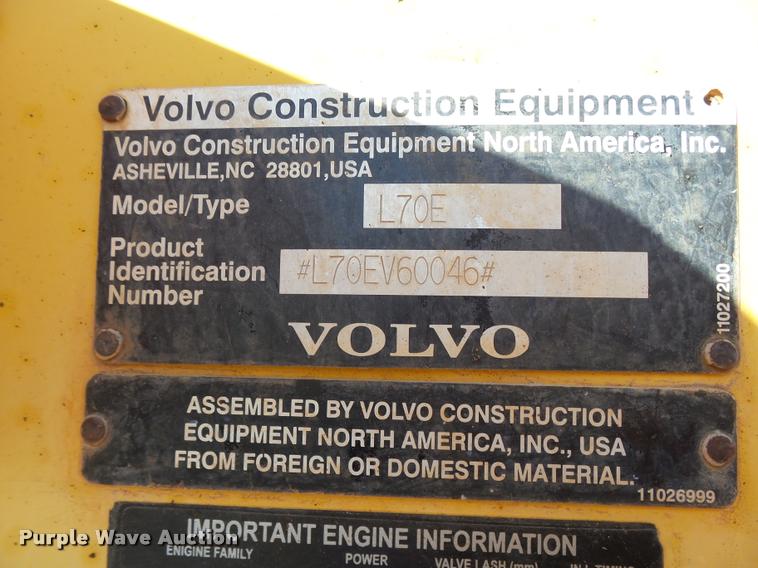 Volvo Construction Equipment
Volvo Construction Equipment North America, Inc.
ASHEVILLE, NC 28801, USA
Model/Type L70E
Product
Identification #L70EV60046#
Number
11027200
VOLVO
ASSEMBLED BY VOLVO CONSTRUCTION
EQUIPMENT NORTH AMERICA, INC., USA
FROM FOREIGN OR DOMESTIC MATERIAL.
11026999
IMPORTANT ENGINE INFORMATION
ENGINE FAMILY POWER VALVE LASH (mm) INJ. TIMING
Purple Wave Auction